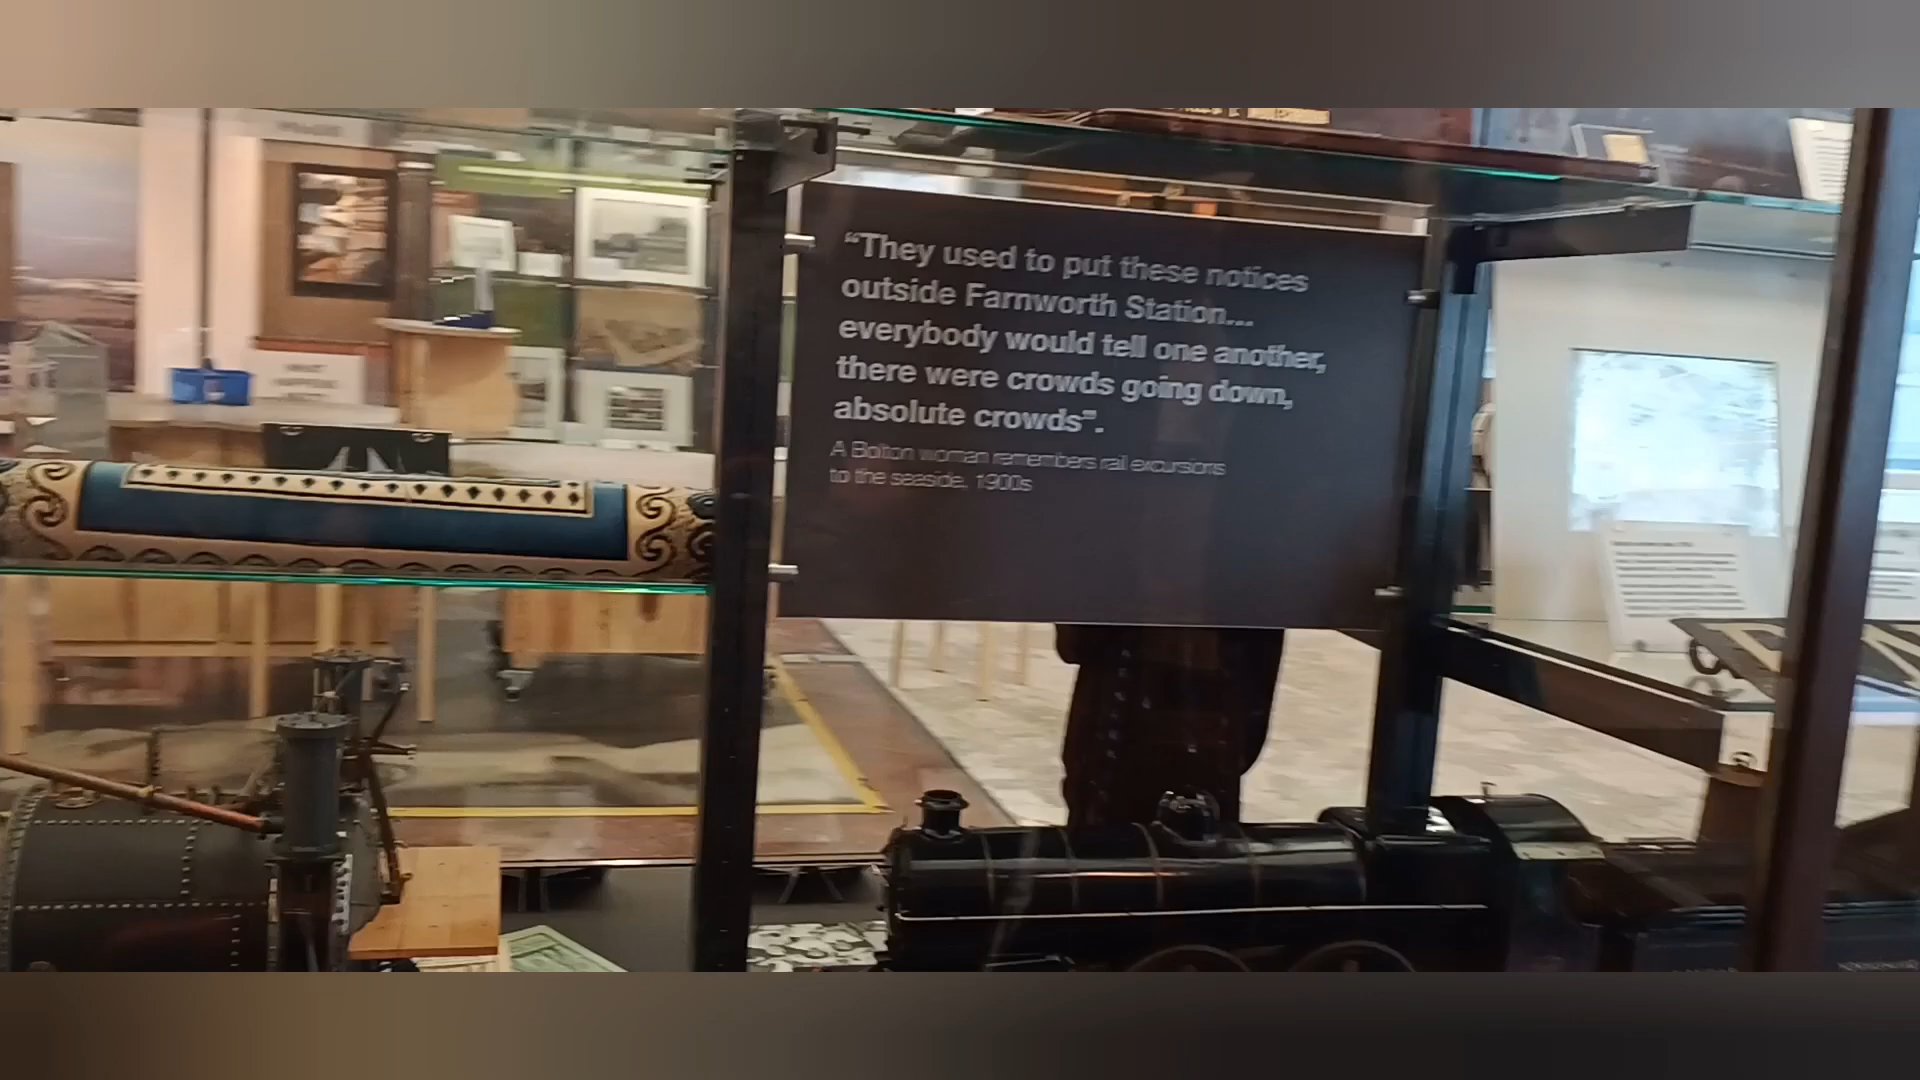 “They used to put these notices
outside Farnworth Station...
everybody would tell one another,
there were crowds going down,
absolute crowds”.
A Bolton woman remembers rail excursions
to the seaside, 1900s